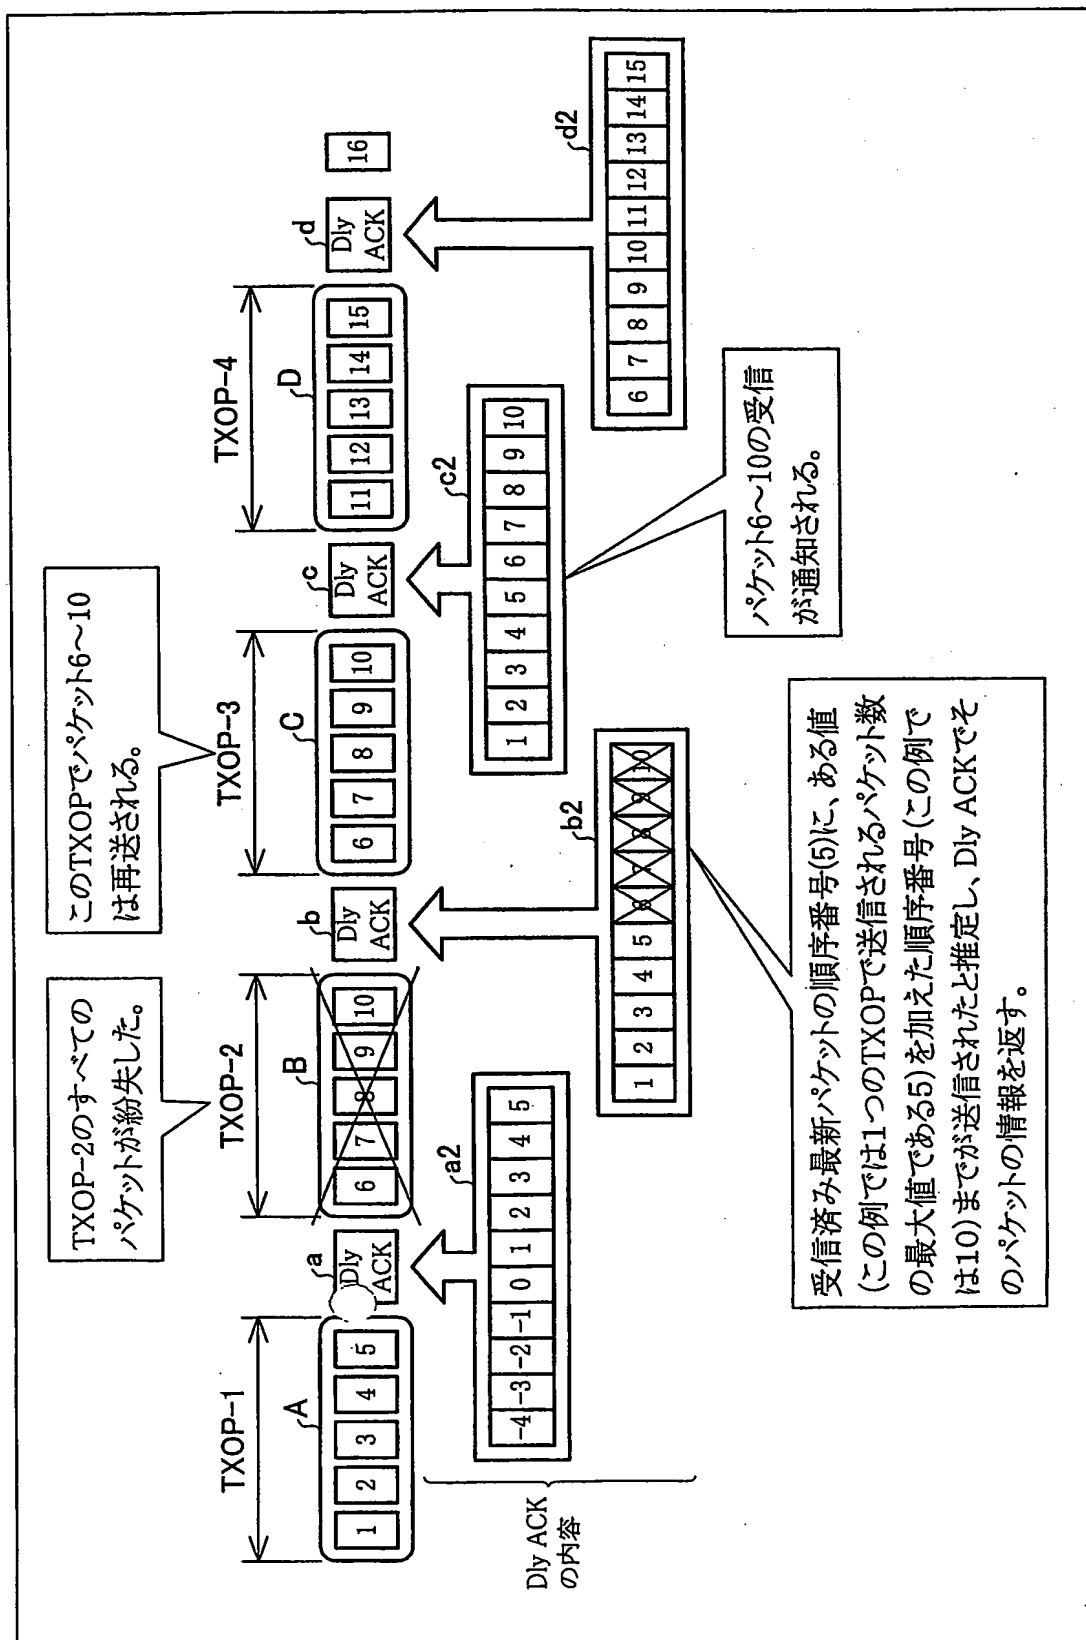 TXOP-2のすべての
パケットが紛失した。
このTXOPでパケット6～10
は再送される。
TXOP-1
TXOP-2
TXOP-3
TXOP-4
A
a
B
b
C
c
D
d
1 2 3 4 5
Dly
ACK
6 7 8 9 10
Dly
ACK
6 7 8 9 10
Dly
ACK
11 12 13 14 15
Dly
ACK
16
Dly ACK
の内容
a2
-4 -3 -2 -1 0 1 2 3 4 5
b2
1 2 3 4 5
c2
1 2 3 4 5 6 7 8 9 10
d2
6 7 8 9 10 11 12 13 14 15
パケット6～10の受信
が通知される。
受信済み最新パケットの順序番号(5)に、ある値
(この例では1つのTXOPで送信されるパケット数
の最大値である5)を加えた順序番号(この例で
は10)までが送信されたと推定し、Dly ACKでそ
のパケットの情報を返す。